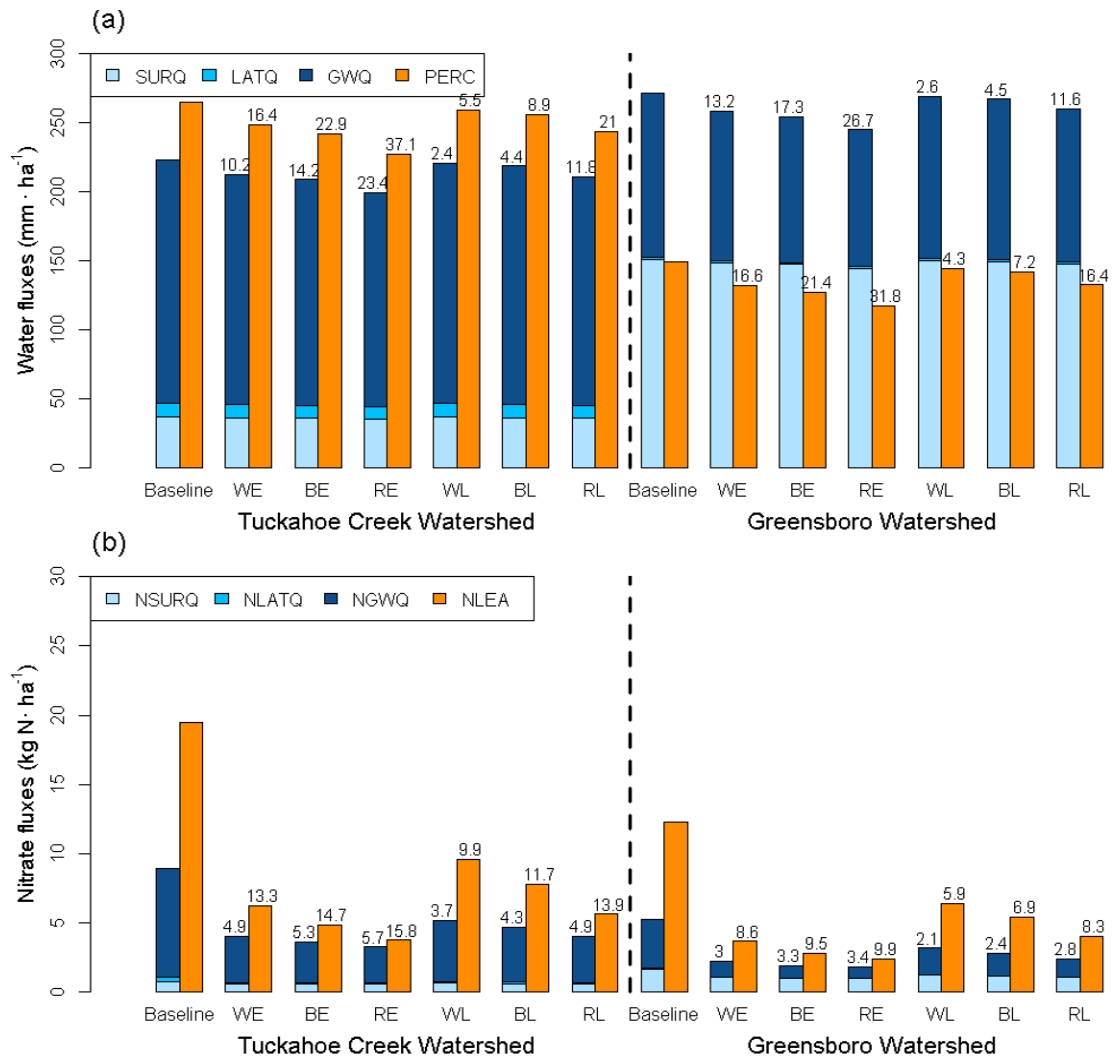 (a)
Water fluxes (mm · ha⁻¹)
300
250
200
150
100
50
0
SURQ LATQ GWQ PERC
10.2 16.4 14.2 22.9 23.4 37.1 2.4 5.5 4.4 8.9 11.8 21
13.2 16.6 17.3 21.4 26.7 31.8 2.6 4.3 4.5 7.2 11.6 16.4
Baseline WE BE RE WL BL RL Baseline WE BE RE WL BL RL
Tuckahoe Creek Watershed Greensboro Watershed
(b)
Nitrate fluxes (kg N · ha⁻¹)
30
25
20
15
10
5
0
NSURQ NLATQ NGWQ NLEA
4.9 13.3 5.3 14.7 5.7 15.8 3.7 9.9 4.3 11.7 4.9 13.9
3 8.6 3.3 9.5 3.4 9.9 2.1 5.9 2.4 6.9 2.8 8.3
Baseline WE BE RE WL BL RL Baseline WE BE RE WL BL RL
Tuckahoe Creek Watershed Greensboro Watershed